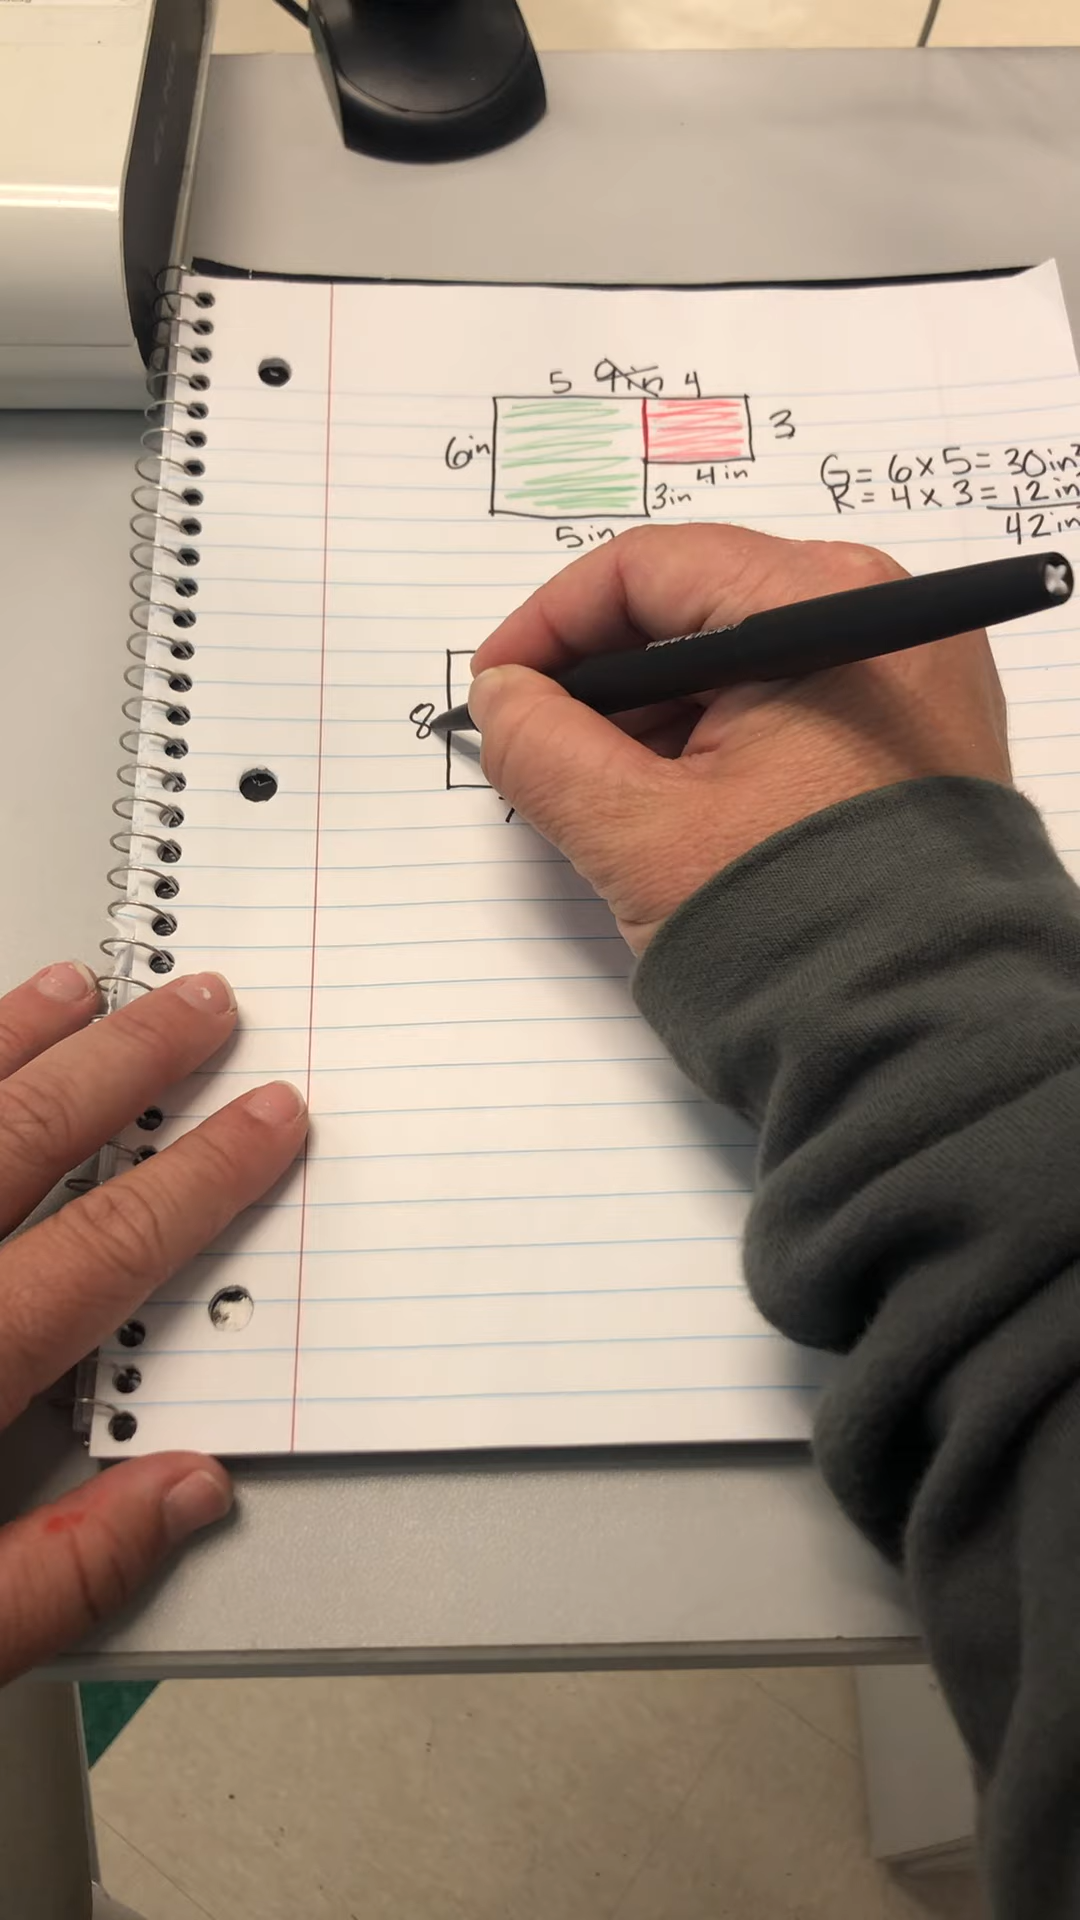 5 9in 4
6in
3
4in
3in
5in
G= 6×5= 30in²
R= 4×3= 12in
42in
8